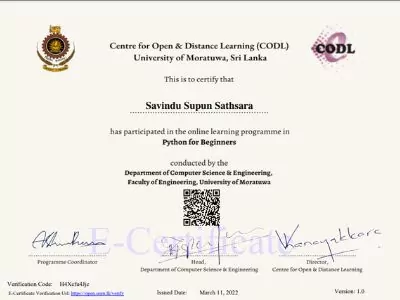 Centre for Open & Distance Learning (CODL)
University of Moratuwa, Sri Lanka
CODL
This is to certify that
Savindu Supun Sathsara
has participated in the online learning programme in
Python for Beginners
conducted by the
Department of Computer Science & Engineering,
Faculty of Engineering, University of Moratuwa
E-Certificate
Programme Coordinator
Head,
Department of Computer Science & Engineering
Director,
Centre for Open & Distance Learning
Verification Code:
E-Certificate Verification Url: https://open.uom.lk/verify
Issued Date: March 11, 2022
Version: 1.0